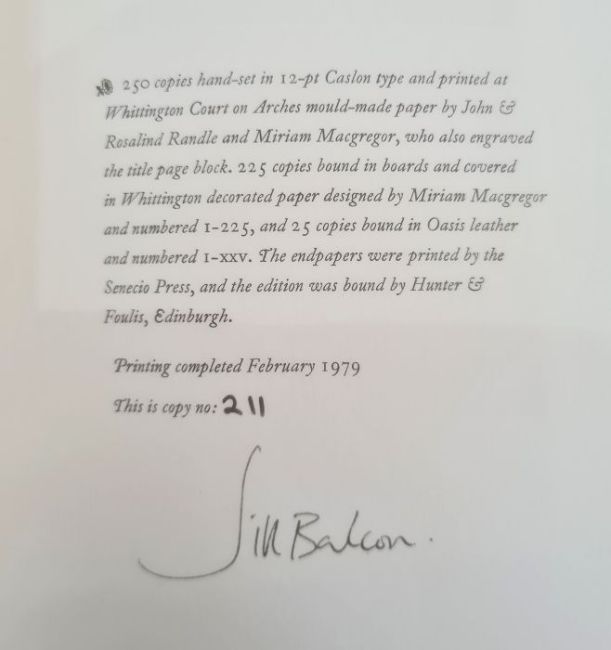 250 copies hand-set in 12-pt Caslon type and printed at
Whittington Court on Arches mould-made paper by John &
Rosalind Randle and Miriam Macgregor, who also engraved
the title page block. 225 copies bound in boards and covered
in Whittington decorated paper designed by Miriam Macgregor
and numbered 1-225, and 25 copies bound in Oasis leather
and numbered I-XXV. The endpapers were printed by the
Senecio Press, and the edition was bound by Hunter &
Foulis, Edinburgh.
Printing completed February 1979
This is copy no: 211
Jill Balcon.